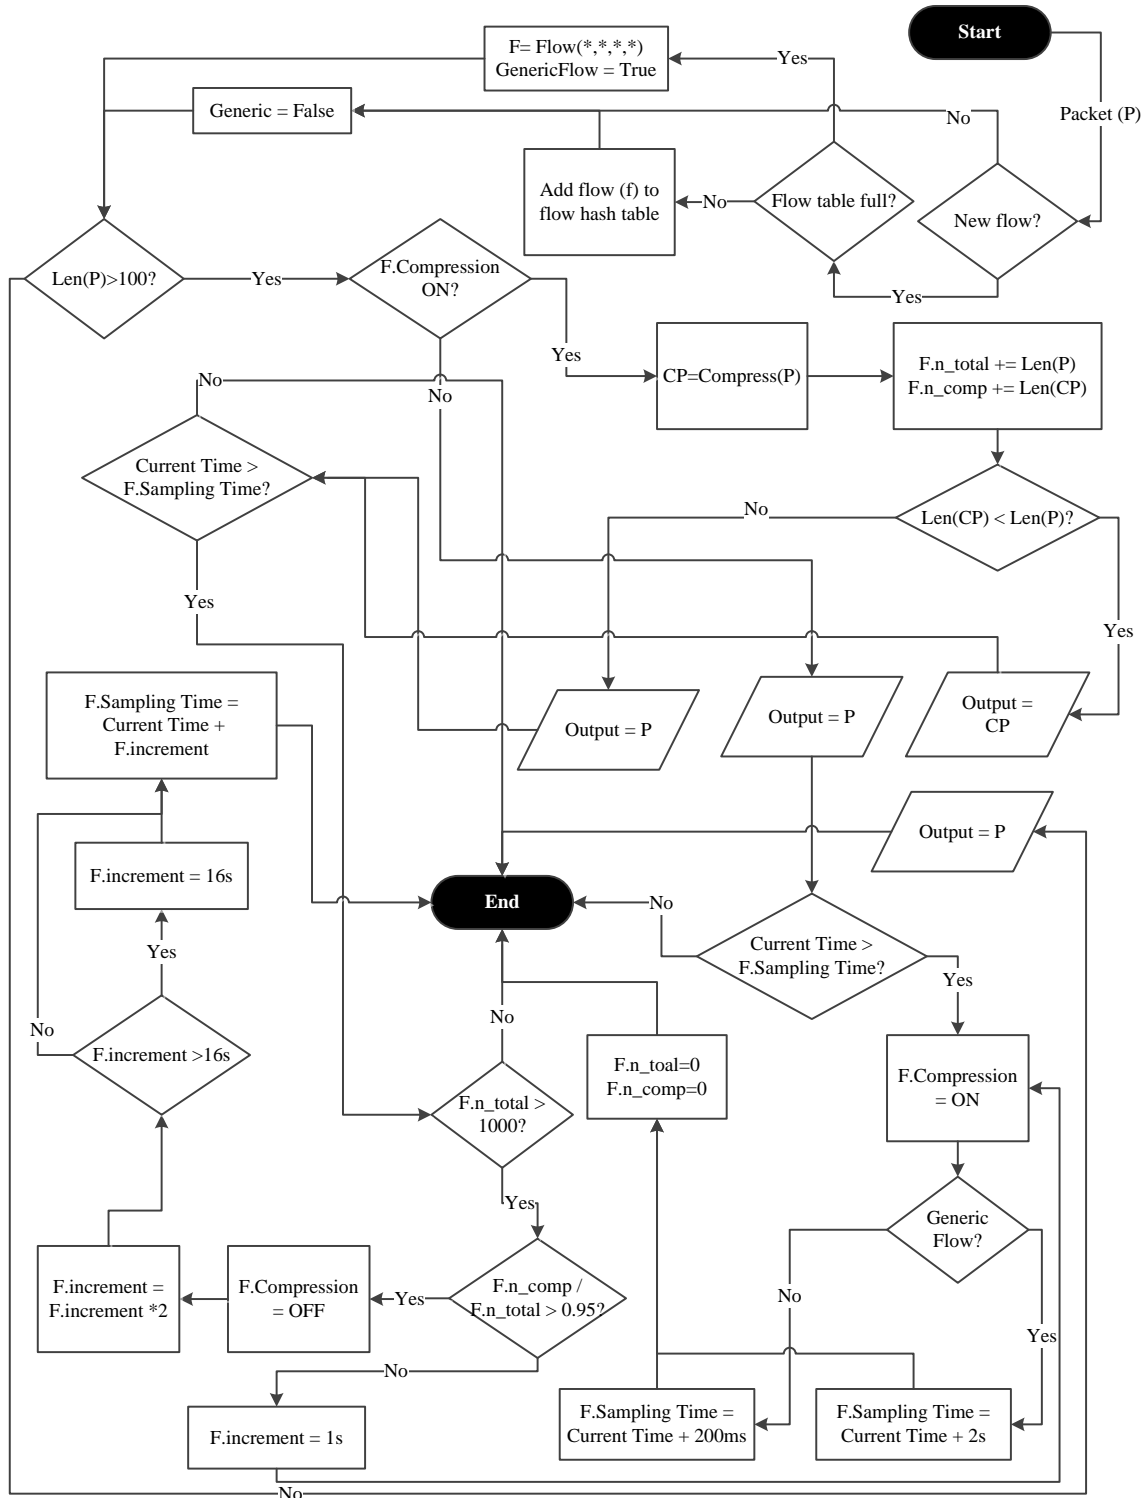 Start
F= Flow(*,*,*,*)
GenericFlow = True
Yes
Generic = False
No
Packet (P)
Add flow (f) to
flow hash table
No
Flow table full?
New flow?
Yes
Len(P)>100?
Yes
F.Compression
ON?
Yes
No
No
CP=Compress(P)
F.n_total += Len(P)
F.n_comp += Len(CP)
Current Time >
F.Sampling Time?
No
Len(CP) < Len(P)?
Yes
Yes
F.Sampling Time =
Current Time +
F.increment
Output = P
Output = P
Output =
CP
Output = P
F.increment = 16s
End
No
Yes
Current Time >
F.Sampling Time?
Yes
No
No
F.increment >16s
F.n_toal=0
F.n_comp=0
F.Compression
= ON
F.n_total >
1000?
Yes
Generic
Flow?
F.increment =
F.increment *2
F.Compression
= OFF
Yes
F.n_comp /
F.n_total > 0.95?
No
Yes
No
F.increment = 1s
F.Sampling Time =
Current Time + 200ms
F.Sampling Time =
Current Time + 2s
No